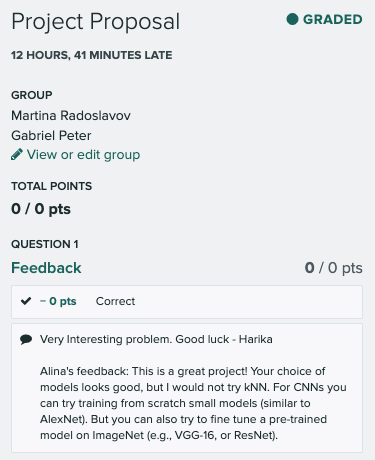 Project Proposal
GRADED
12 HOURS, 41 MINUTES LATE
GROUP
Martina Radoslavov
Gabriel Peter
View or edit group
TOTAL POINTS
0 / 0 pts
QUESTION 1
Feedback
0 / 0 pts
– 0 pts Correct
Very Interesting problem. Good luck - Harika
Alina's feedback: This is a great project! Your choice of
models looks good, but I would not try kNN. For CNNs you
can try training from scratch small models (similar to
AlexNet). But you can also try to fine tune a pre-trained
model on ImageNet (e.g., VGG-16, or ResNet).